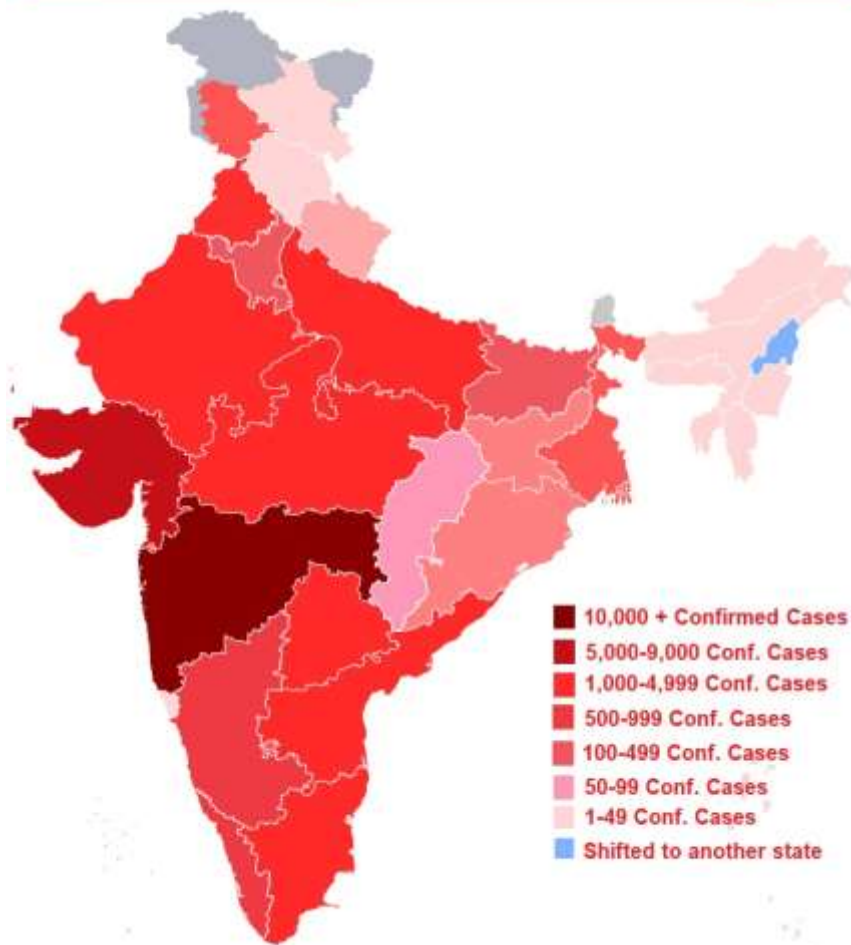 10,000 + Confirmed Cases
5,000-9,000 Conf. Cases
1,000-4,999 Conf. Cases
500-999 Conf. Cases
100-499 Conf. Cases
50-99 Conf. Cases
1-49 Conf. Cases
Shifted to another state